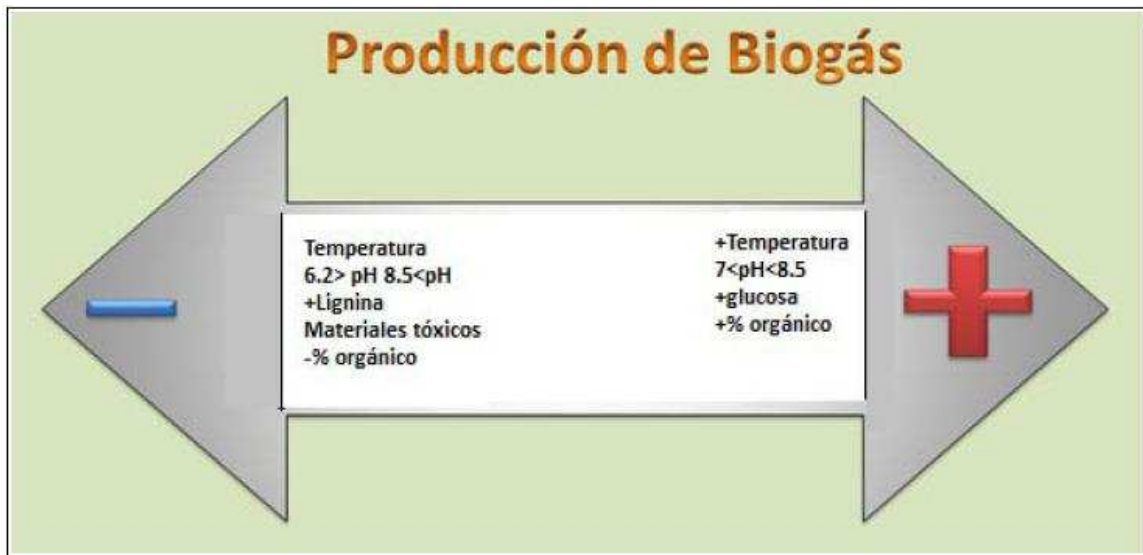 Producción de Biogás
Temperatura
6.2> pH 8.5<pH
+Lignina
Materiales tóxicos
-% orgánico
+Temperatura
7<pH<8.5
+glucosa
+% orgánico